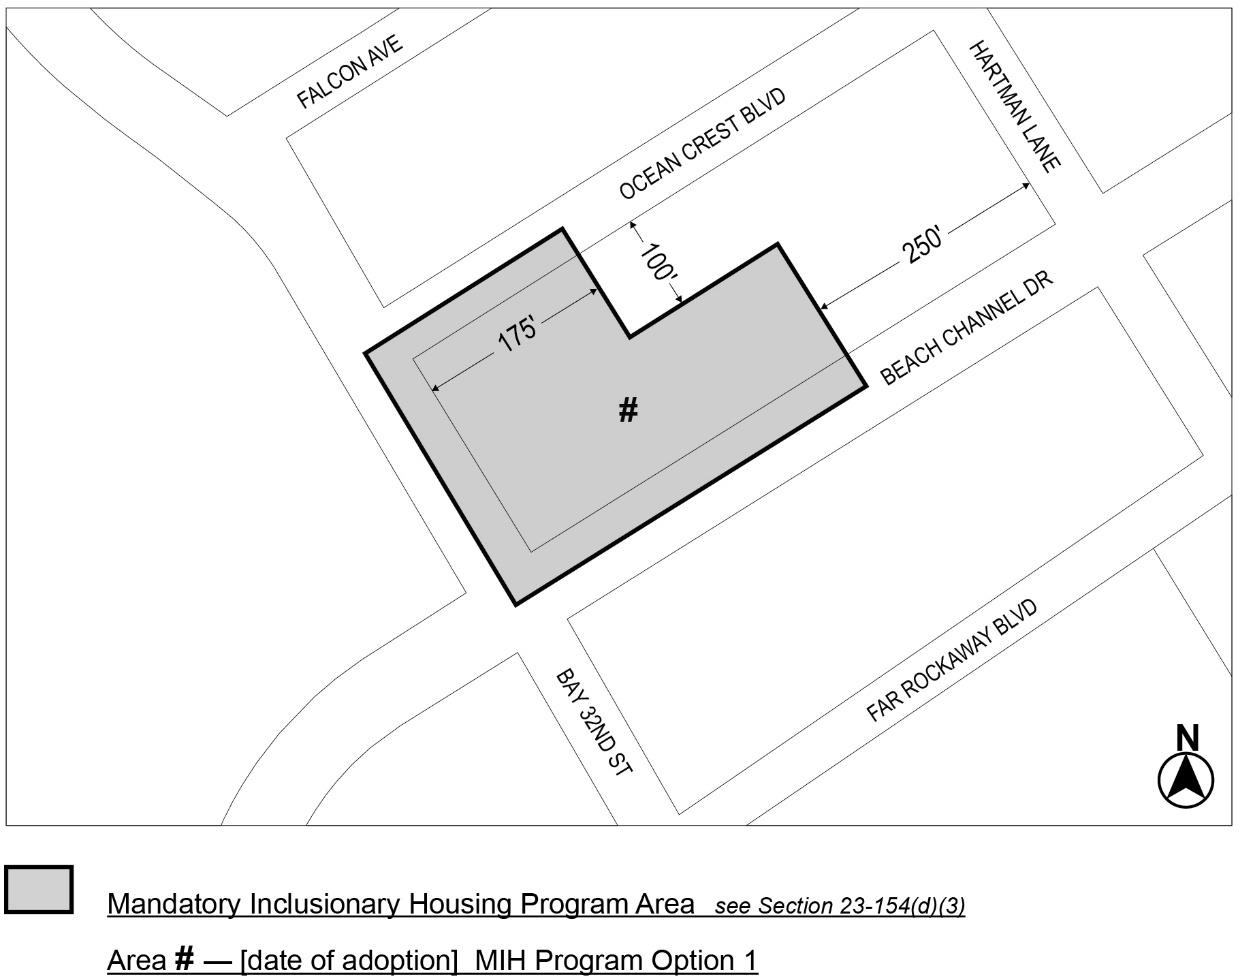 FALCON AVE
HARTMAN LANE
OCEAN CREST BLVD
250'
100'
175'
BEACH CHANNEL DR
#
FAR ROCKAWAY BLVD
BAY 32ND ST
N
Mandatory Inclusionary Housing Program Area see Section 23-154(d)(3)
Area # — [date of adoption] MIH Program Option 1